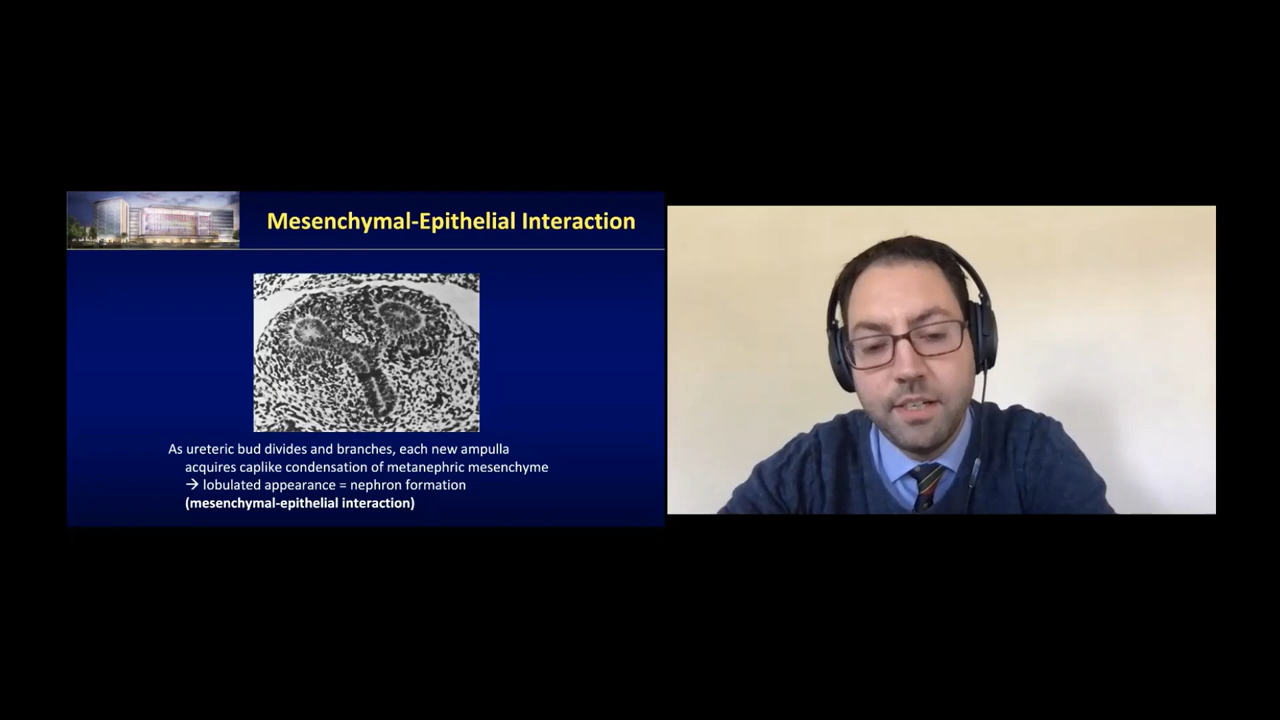 Mesenchymal-Epithelial Interaction
As ureteric bud divides and branches, each new ampulla
acquires caplike condensation of metanephric mesenchyme
→ lobulated appearance = nephron formation
(mesenchymal-epithelial interaction)